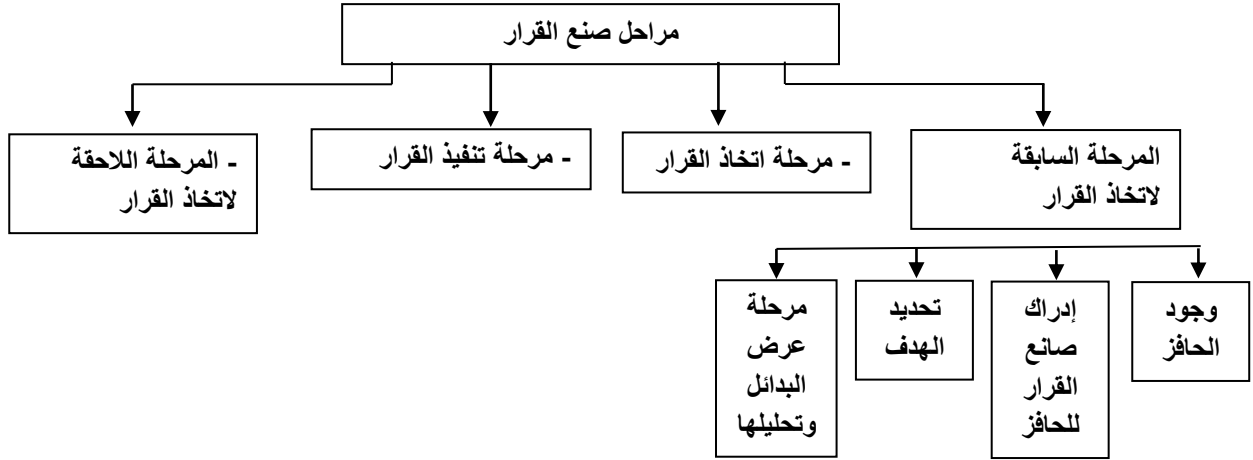 مراحل صنع القرار
المرحلة السابقة
لاتخاذ القرار
- مرحلة اتخاذ القرار
- مرحلة تنفيذ القرار
- المرحلة اللاحقة
لاتخاذ القرار
وجود
الحافز
إدراك
صانع
القرار
للحافز
تحديد
الهدف
مرحلة
عرض
البدائل
وتحليلها